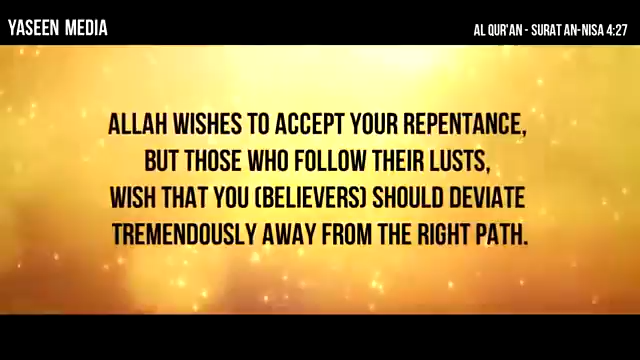 YASEEN MEDIA
AL QUR'AN - SURAT AN-NISA 4:27
ALLAH WISHES TO ACCEPT YOUR REPENTANCE,
BUT THOSE WHO FOLLOW THEIR LUSTS,
WISH THAT YOU (BELIEVERS) SHOULD DEVIATE
TREMENDOUSLY AWAY FROM THE RIGHT PATH.